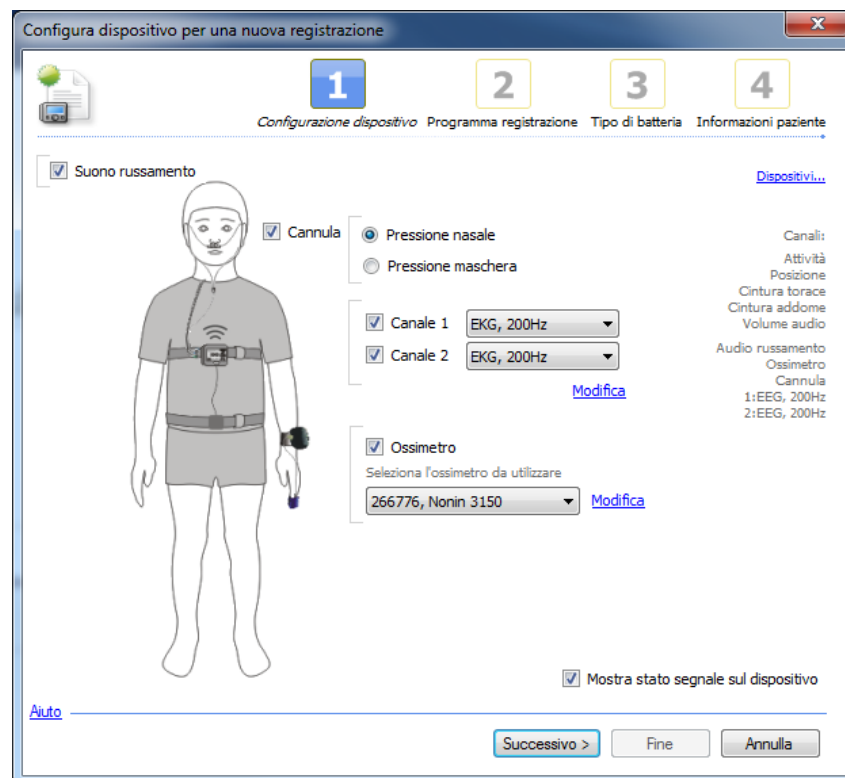 Configura dispositivo per una nuova registrazione
1 2 3 4
Configurazione dispositivo Programma registrazione Tipo di batteria Informazioni paziente
Suono russamento
Dispositivi...
Cannula
Pressione nasale
Pressione maschera
Canale 1 EKG, 200Hz
Canale 2 EKG, 200Hz
Modifica
Ossimetro
Seleziona l'ossimetro da utilizzare
266776, Nonin 3150 Modifica
Canali:
Attività
Posizione
Cintura torace
Cintura addome
Volume audio
Audio russamento
Ossimetro
Cannula
1:EEG, 200Hz
2:EEG, 200Hz
Mostra stato segnale sul dispositivo
Aiuto
Successivo > Fine Annulla